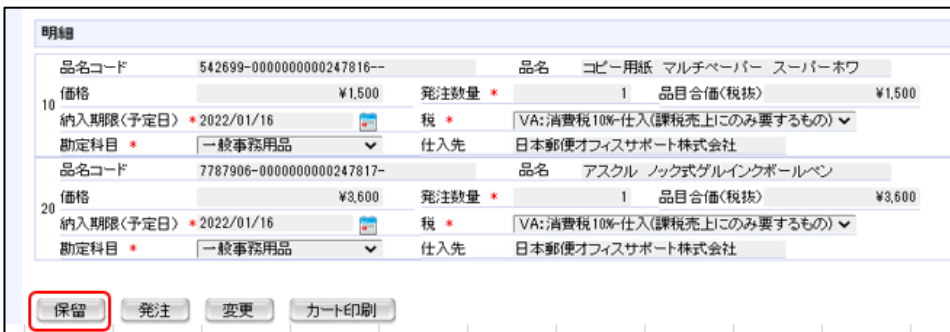 明細
品名コード 542699-0000000000247816-- 品名 コピー用紙 マルチペーパー スーパーホワ
10 価格 ¥1,500 発注数量 * 1 品目合価(税抜) ¥1,500
納入期限(予定日) * 2022/01/16 税 * VA:消費税10%-仕入(課税売上にのみ要するもの)
勘定科目 * 一般事務用品 仕入先 日本郵便オフィスサポート株式会社
品名コード 7787906-0000000000247817- 品名 アスクル ノック式ゲルインクボールペン
20 価格 ¥3,600 発注数量 * 1 品目合価(税抜) ¥3,600
納入期限(予定日) * 2022/01/16 税 * VA:消費税10%-仕入(課税売上にのみ要するもの)
勘定科目 * 一般事務用品 仕入先 日本郵便オフィスサポート株式会社
保留 発注 変更 カート印刷